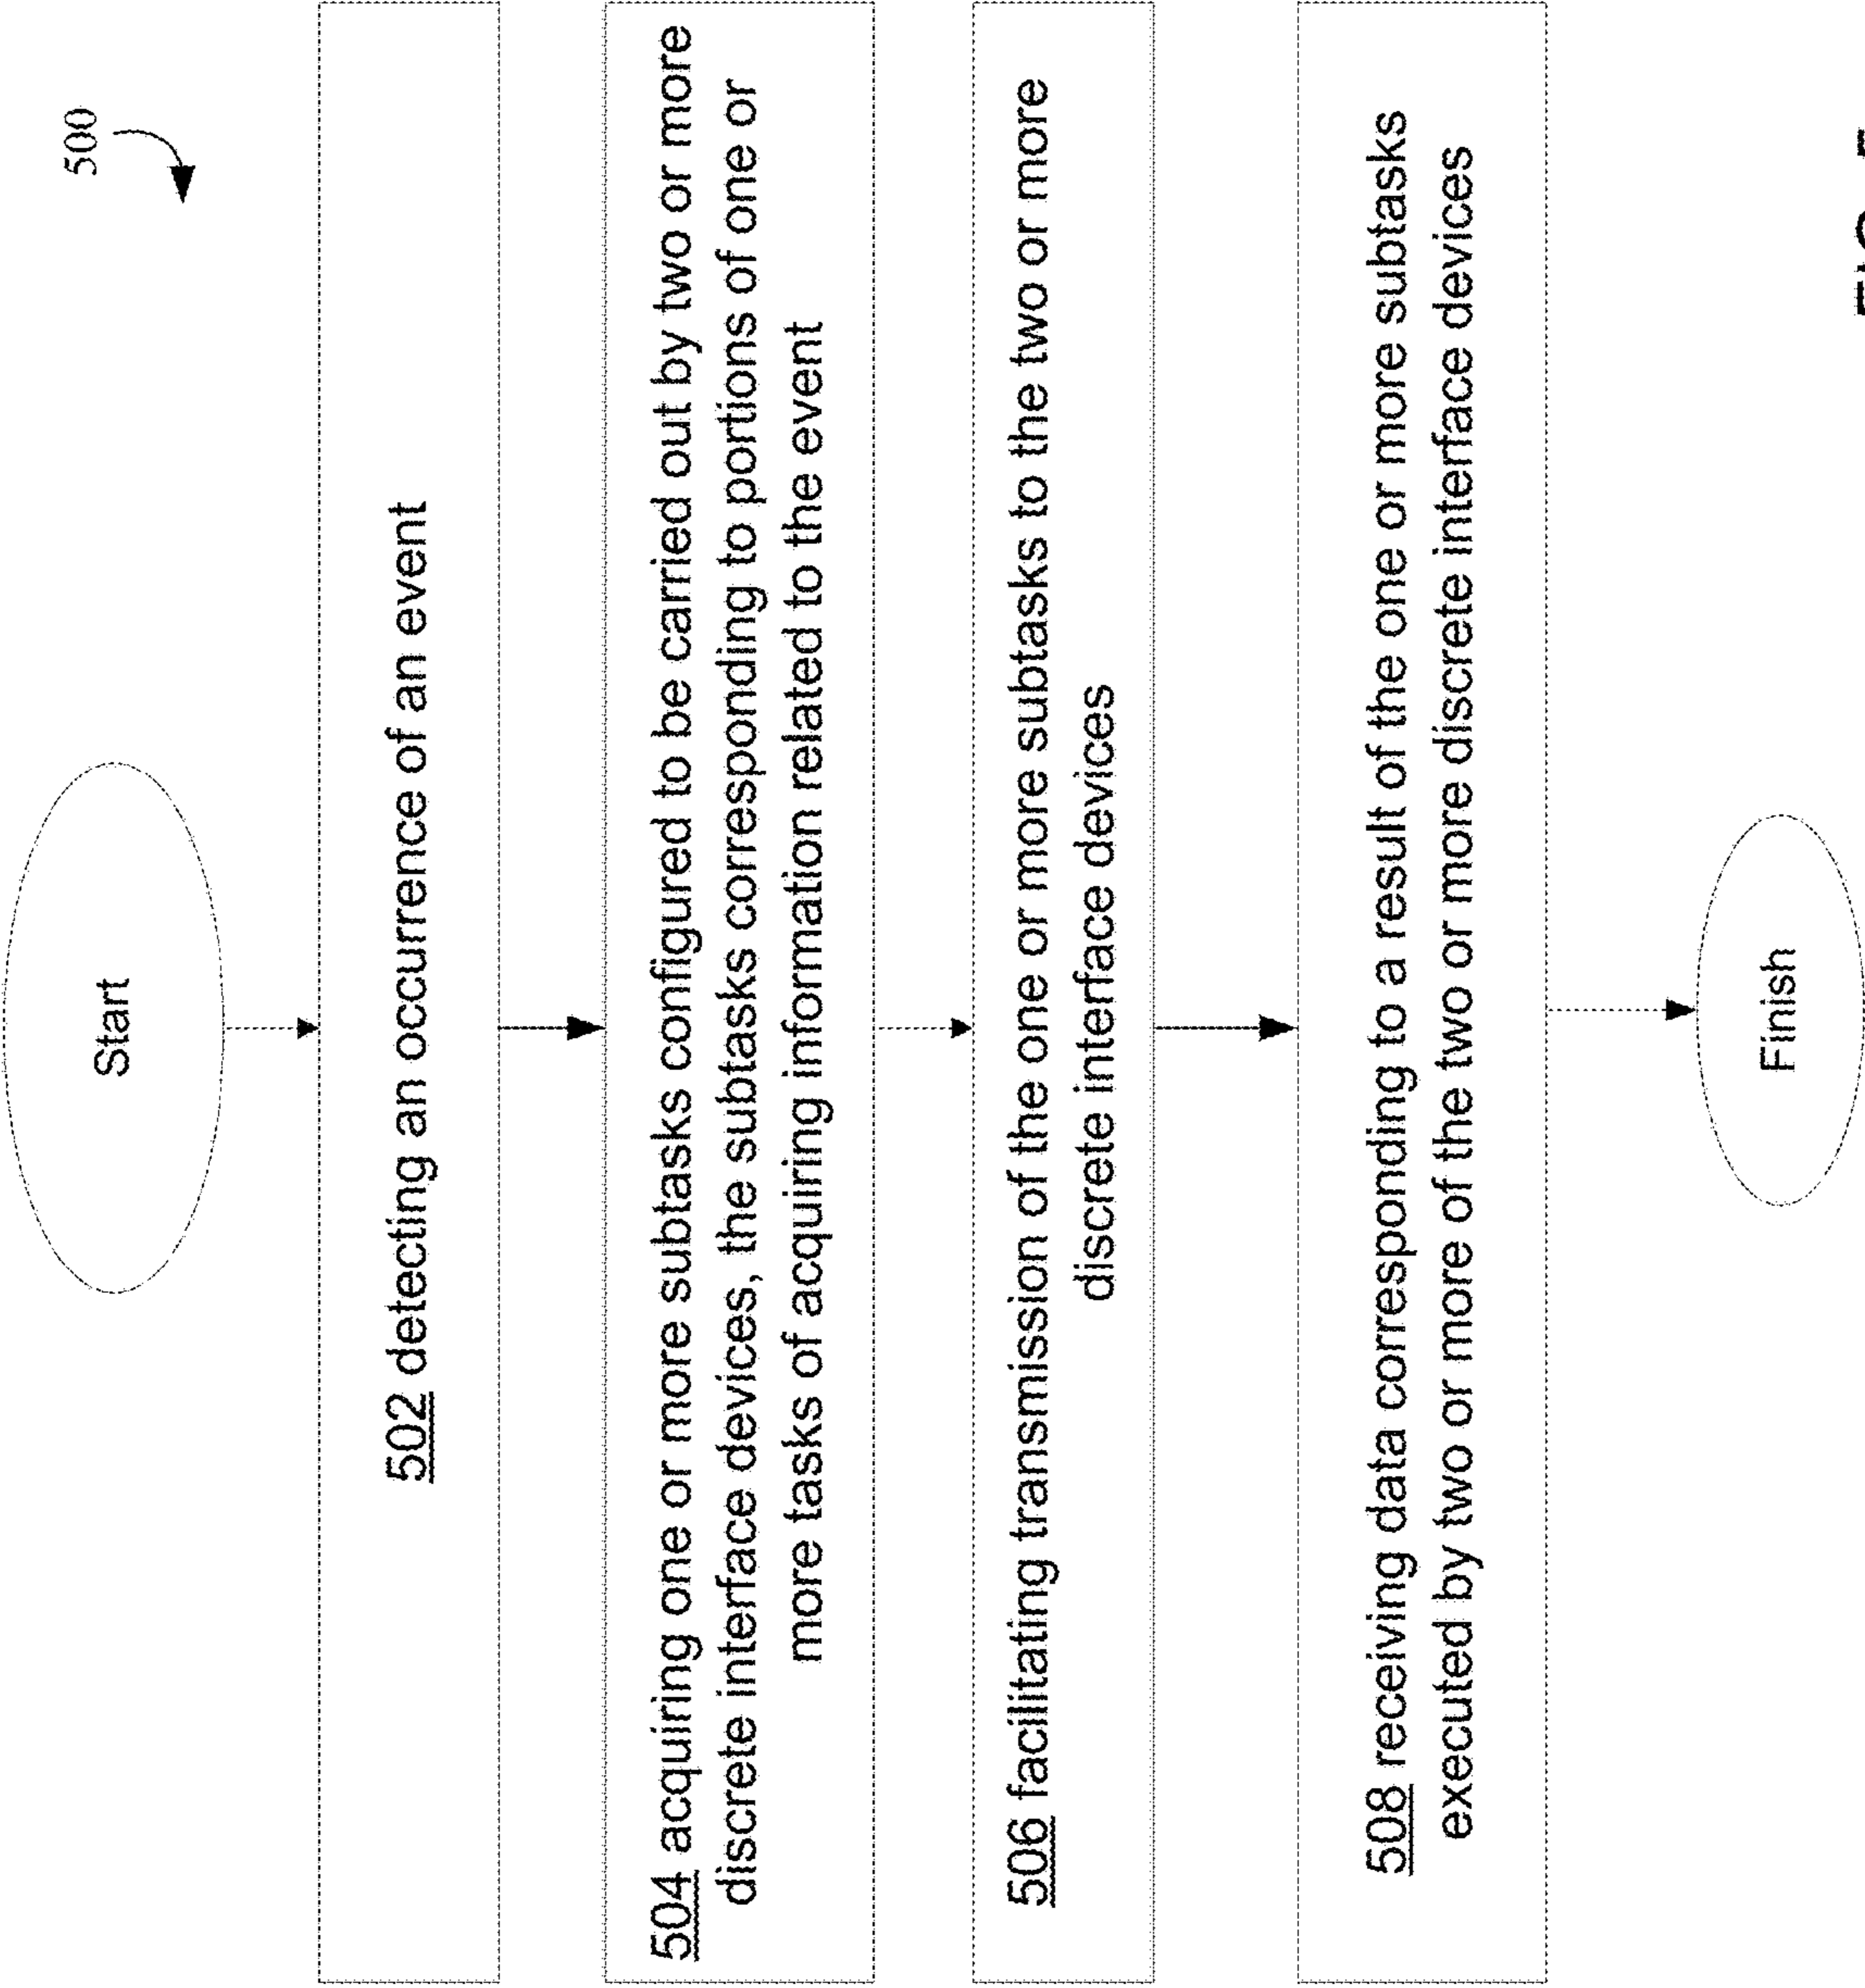 500
Start
502 detecting an occurrence of an event
504 acquiring one or more subtasks configured to be carried out by two or more
discrete interface devices, the subtasks corresponding to portions of one or
more tasks of acquiring information related to the event
506 facilitating transmission of the one or more subtasks to the two or more
discrete interface devices
508 receiving data corresponding to a result of the one or more subtasks
executed by two or more of the two or more discrete interface devices
Finish